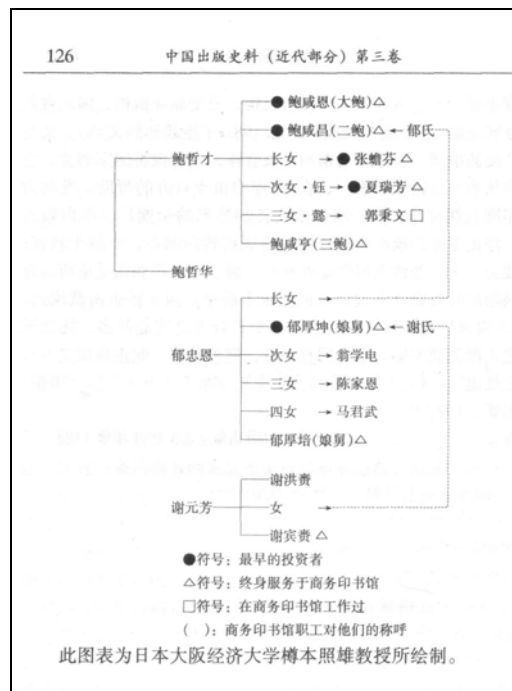 126 中国出版史料(近代部分)第三卷
●鲍咸恩(大鲍)△
●鲍咸昌(二鲍)△←郁氏
鲍哲才 长女 → ●张蟾芬△
次女·钰→●夏瑞芳△
三女·懿→ 郭秉文□
鲍咸亨(三鲍)△
鲍哲华
长女 →
●郁厚坤(娘舅)△←谢氏
郁忠恩 次女 →翁学电
三女 →陈家恩
四女 →马君武
郁厚培(娘舅)△
谢洪赉
谢元芳 女 →
谢宾赉△
●符号：最早的投资者
△符号：终身服务于商务印书馆
□符号：在商务印书馆工作过
( )：商务印书馆职工对他们的称呼
此图表为日本大阪经济大学樽本照雄教授所绘制。